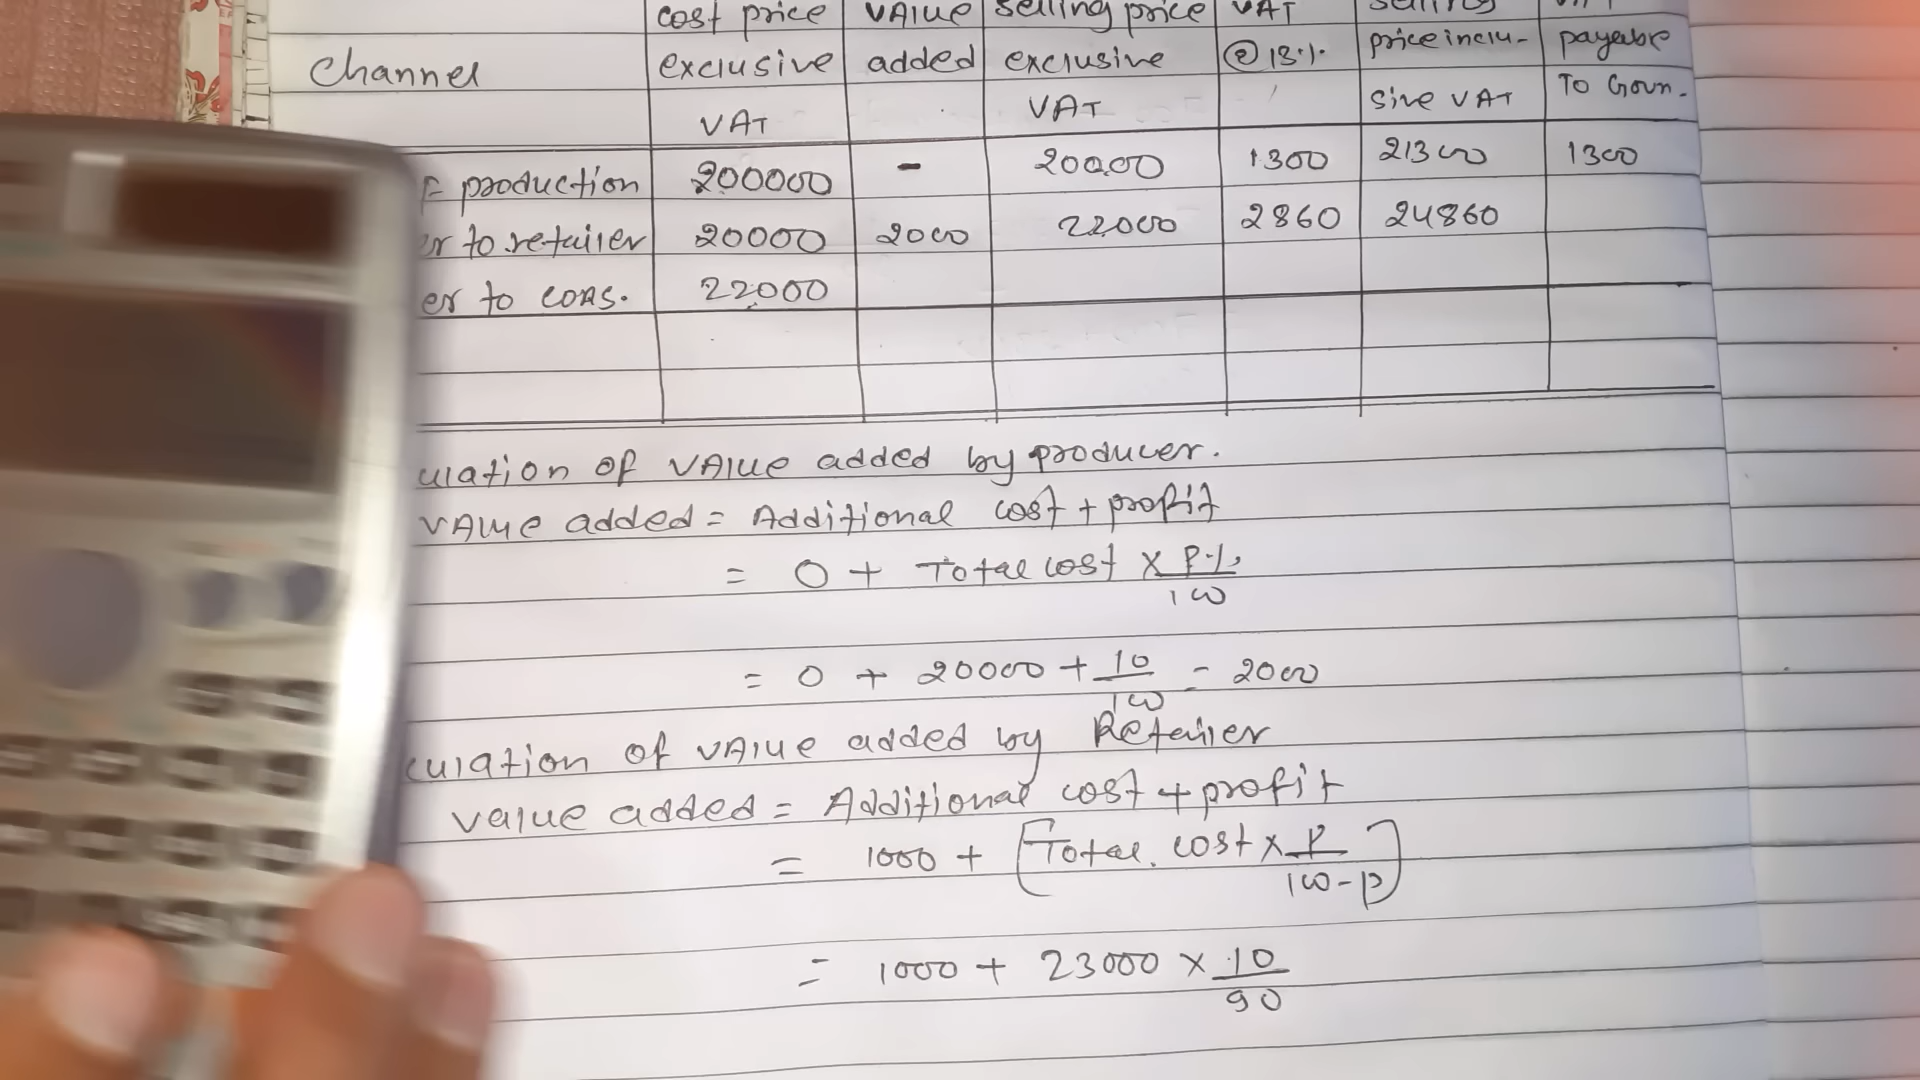 cost price value selling price VAT selling
Channel exclusive added exclusive @ 13% price inclu- payable
VAT VAT sive VAT To Govn.
F production 200000 - 20000 1300 21300 1300
er to retailer 20000 2000 22000 2860 24860
er to cons. 22000
ulation of value added by producer.
value added = Additional cost + profit
= 0 + Total cost × P%/100
= 0 + 20000 + 10/100 - 2000
culation of value added by Retailer
value added = Additional cost + profit
= 1000 + [Total cost × P/100-P]
= 1000 + 23000 × 10/90